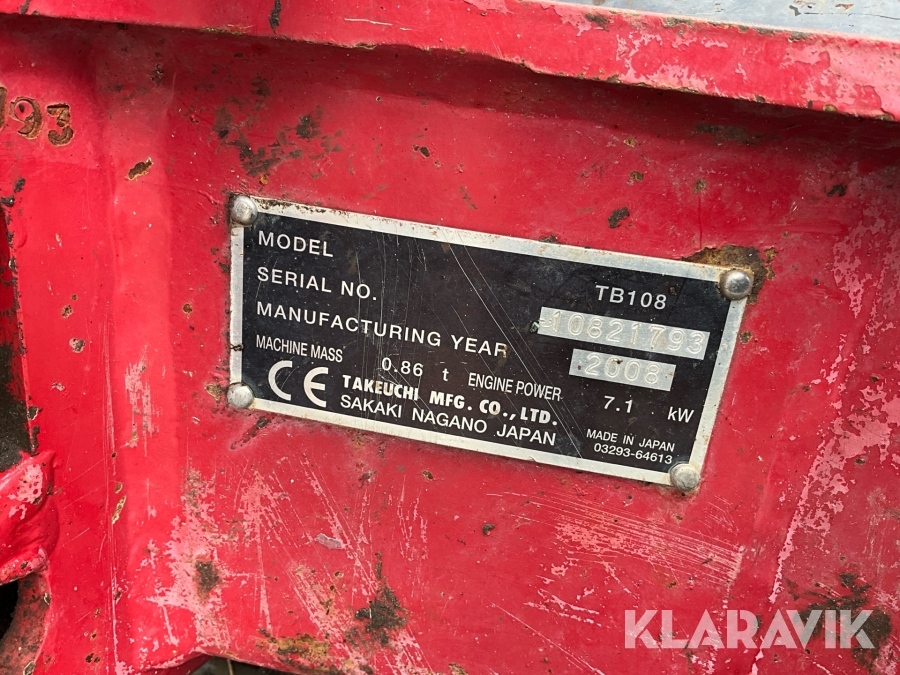 93
MODEL TB108
SERIAL NO. 10821793
MANUFACTURING YEAR 2008
MACHINE MASS 0.86 t ENGINE POWER 7.1 kW
CE TAKEUCHI MFG. CO., LTD.
SAKAKI NAGANO JAPAN
MADE IN JAPAN
03293-64613
KLARAVIK